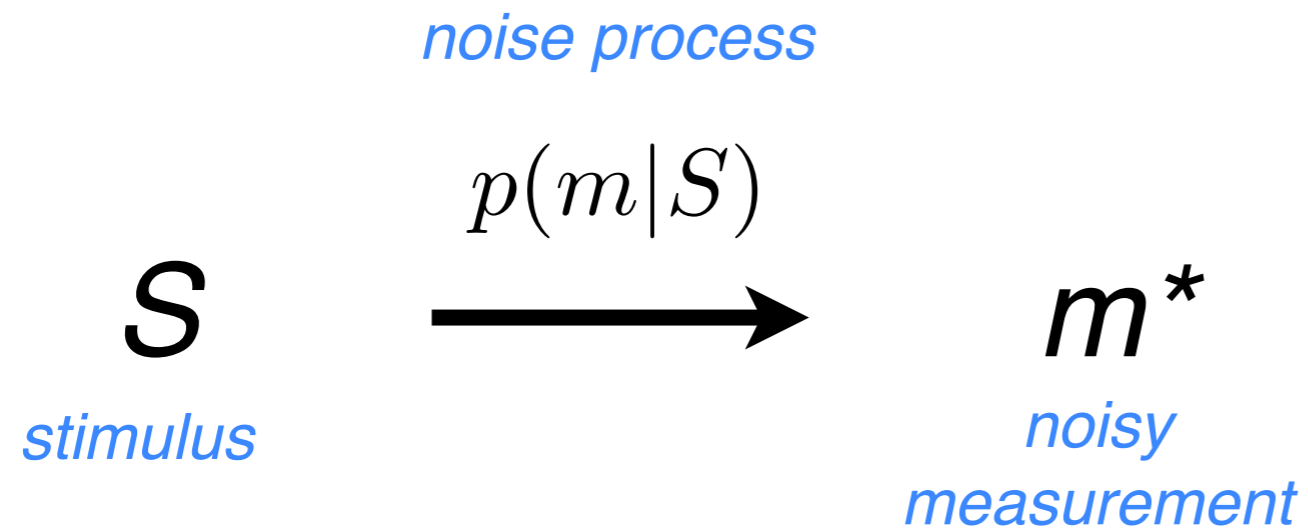 noise process
p(m|S)
S
m*
stimulus
noisy
measurement